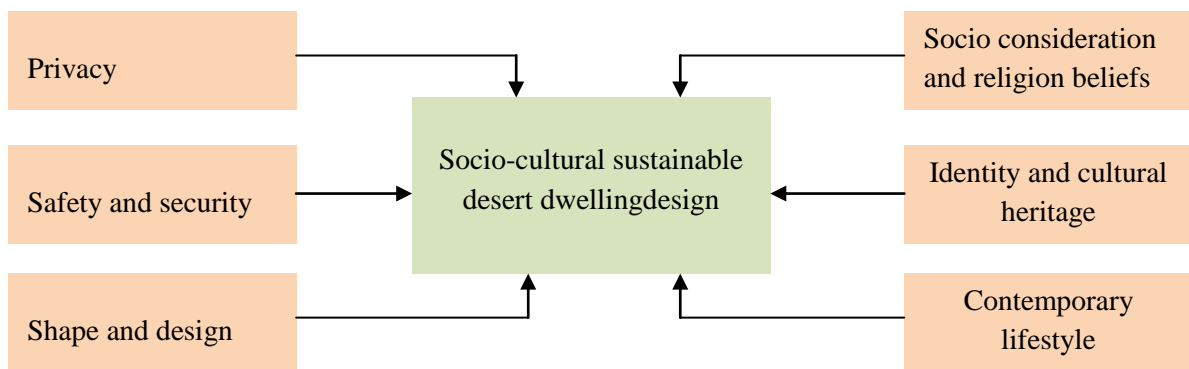 Privacy
Safety and security
Shape and design
Socio-cultural sustainable
desert dwellingdesign
Socio consideration
and religion beliefs
Identity and cultural
heritage
Contemporary
lifestyle